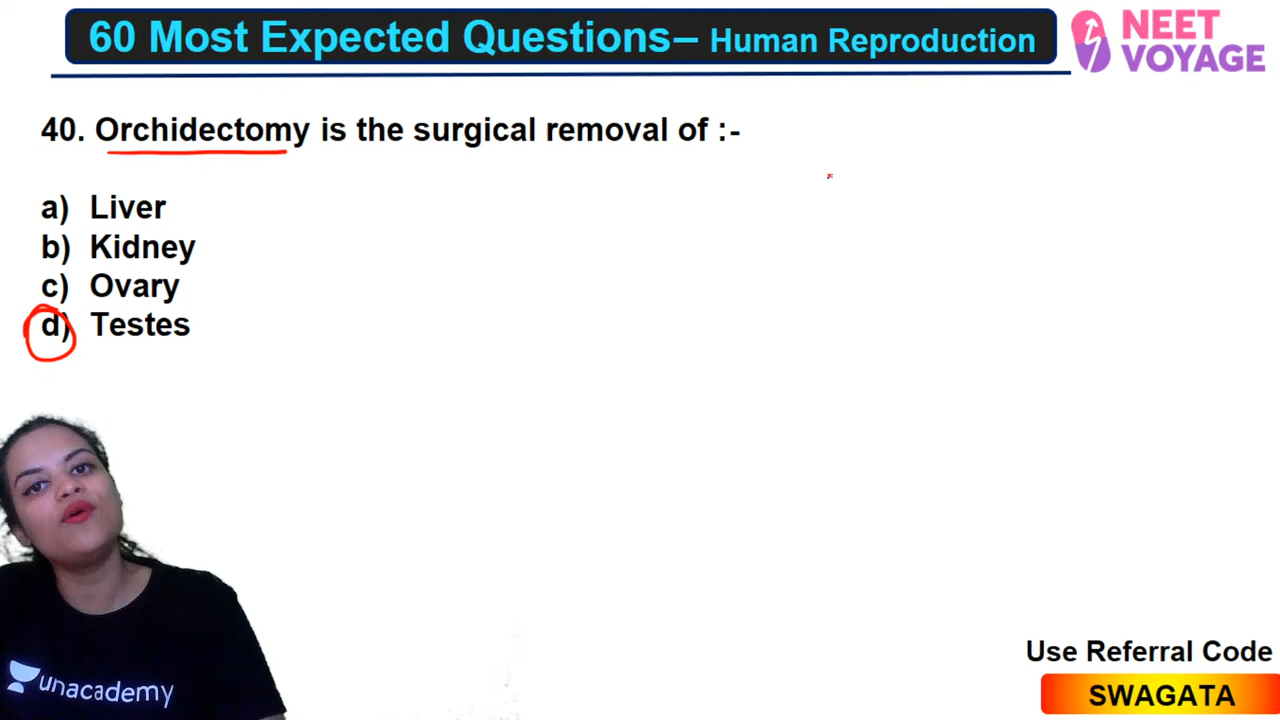 60 Most Expected Questions– Human Reproduction
NEET
VOYAGE
40. Orchidectomy is the surgical removal of :-
a) Liver
b) Kidney
c) Ovary
d) Testes
unacademy
Use Referral Code
SWAGATA